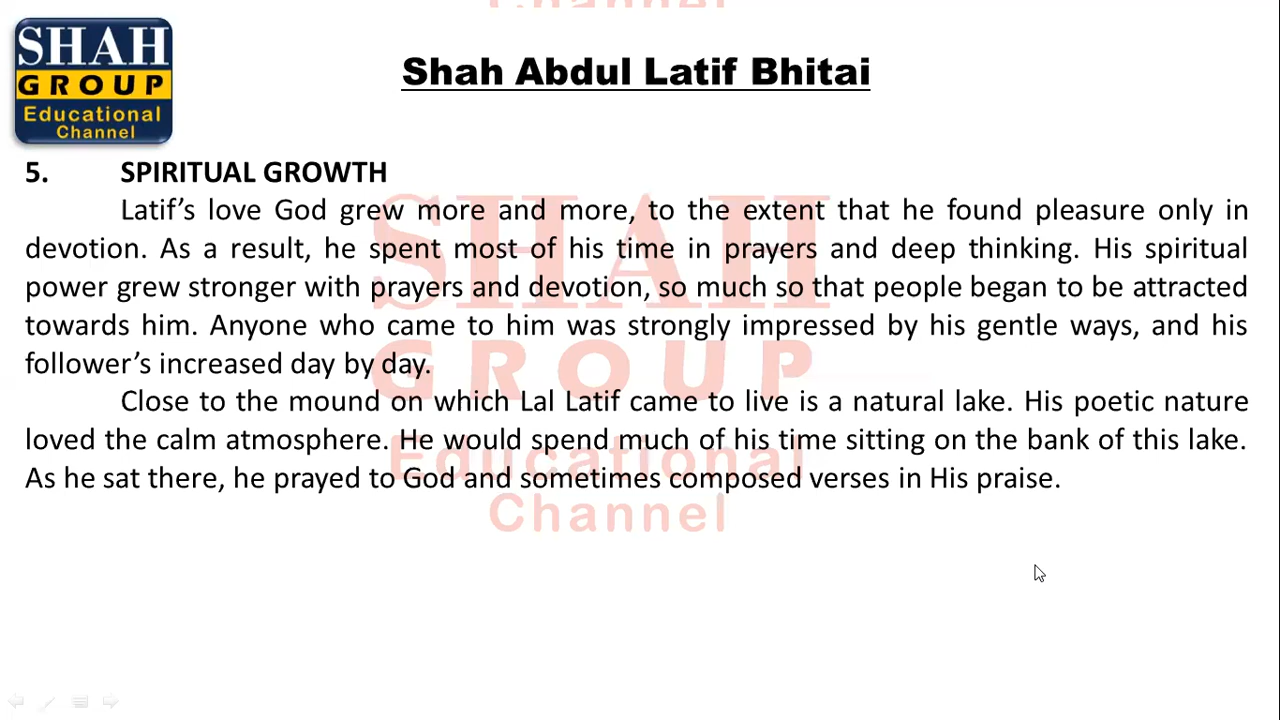 Channel
SHAH
GROUP
Educational
Channel
Shah Abdul Latif Bhitai
5. SPIRITUAL GROWTH
Latif’s love God grew more and more, to the extent that he found pleasure only in
devotion. As a result, he spent most of his time in prayers and deep thinking. His spiritual
power grew stronger with prayers and devotion, so much so that people began to be attracted
towards him. Anyone who came to him was strongly impressed by his gentle ways, and his
follower’s increased day by day.
Close to the mound on which Lal Latif came to live is a natural lake. His poetic nature
loved the calm atmosphere. He would spend much of his time sitting on the bank of this lake.
As he sat there, he prayed to God and sometimes composed verses in His praise.
SHAH
GROUP
Educational
Channel